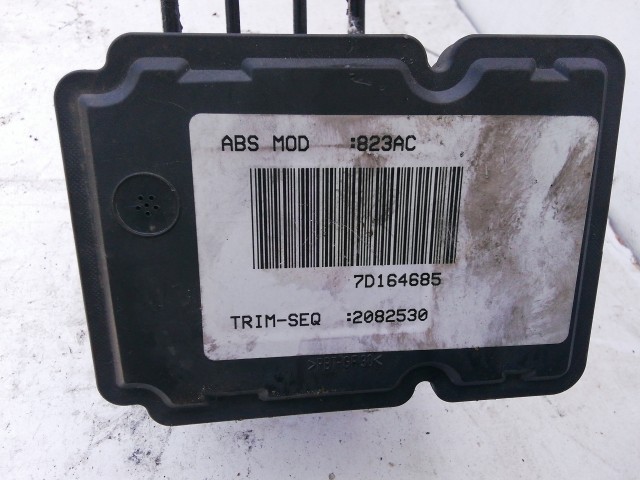 ABS MOD :823AC
7D164685
TRIM-SEQ :2082530